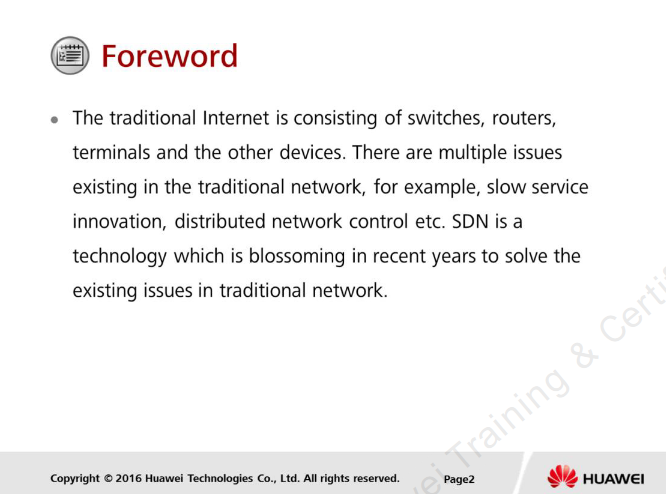 Foreword
The traditional Internet is consisting of switches, routers,
terminals and the other devices. There are multiple issues
existing in the traditional network, for example, slow service
innovation, distributed network control etc. SDN is a
technology which is blossoming in recent years to solve the
existing issues in traditional network.
Training &
Copyright © 2016 Huawei Technologies Co., Ltd. All rights reserved.
Page2
HUAWEI